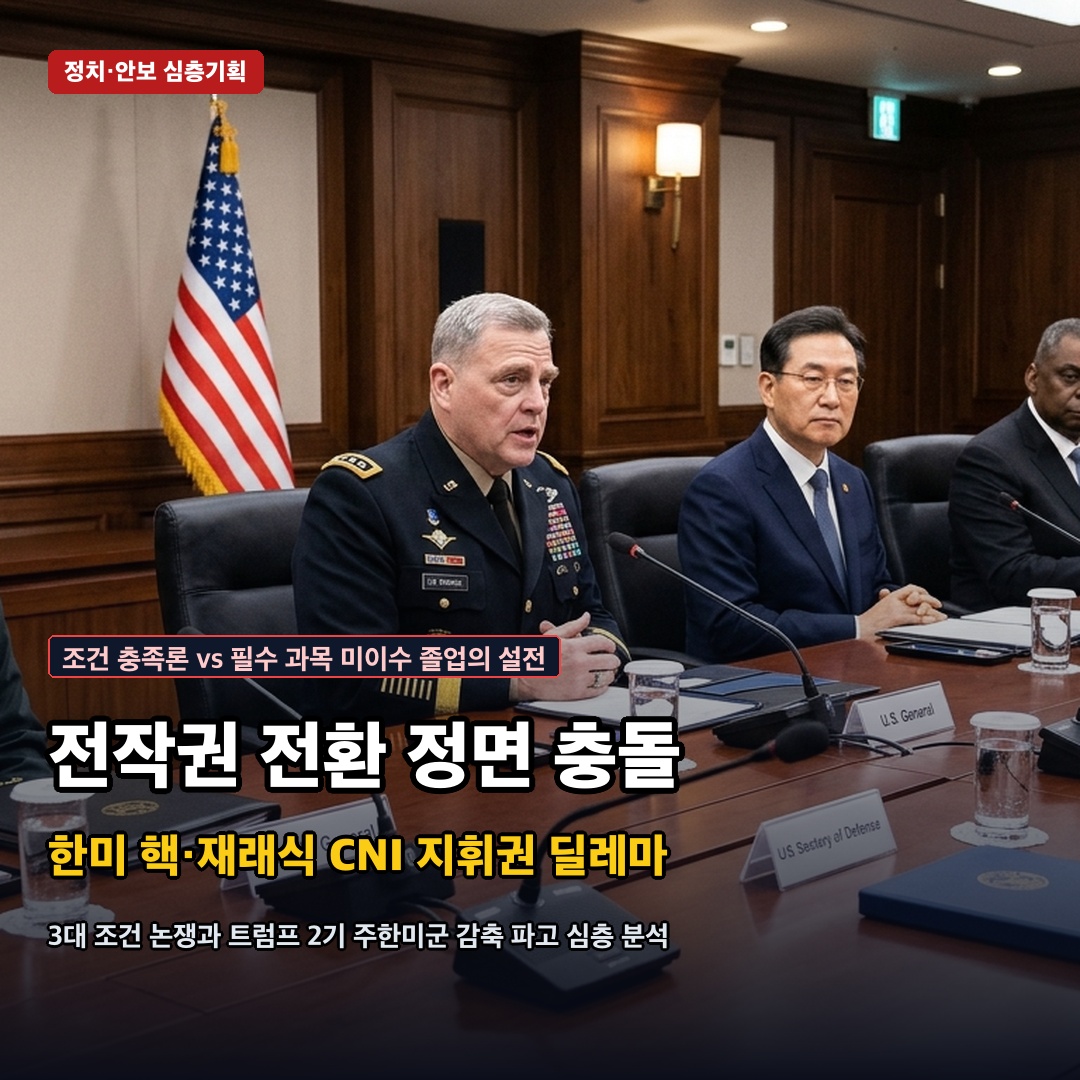 정치·안보 심층기획
조건 충족론 vs 필수 과목 미이수 졸업의 설전
전작권 전환 정면 충돌
한미 핵·재래식 CNI 지휘권 딜레마
3대 조건 논쟁과 트럼프 2기 주한미군 감축 파고 심층 분석
U.S. General
General
US Sectery of Defense